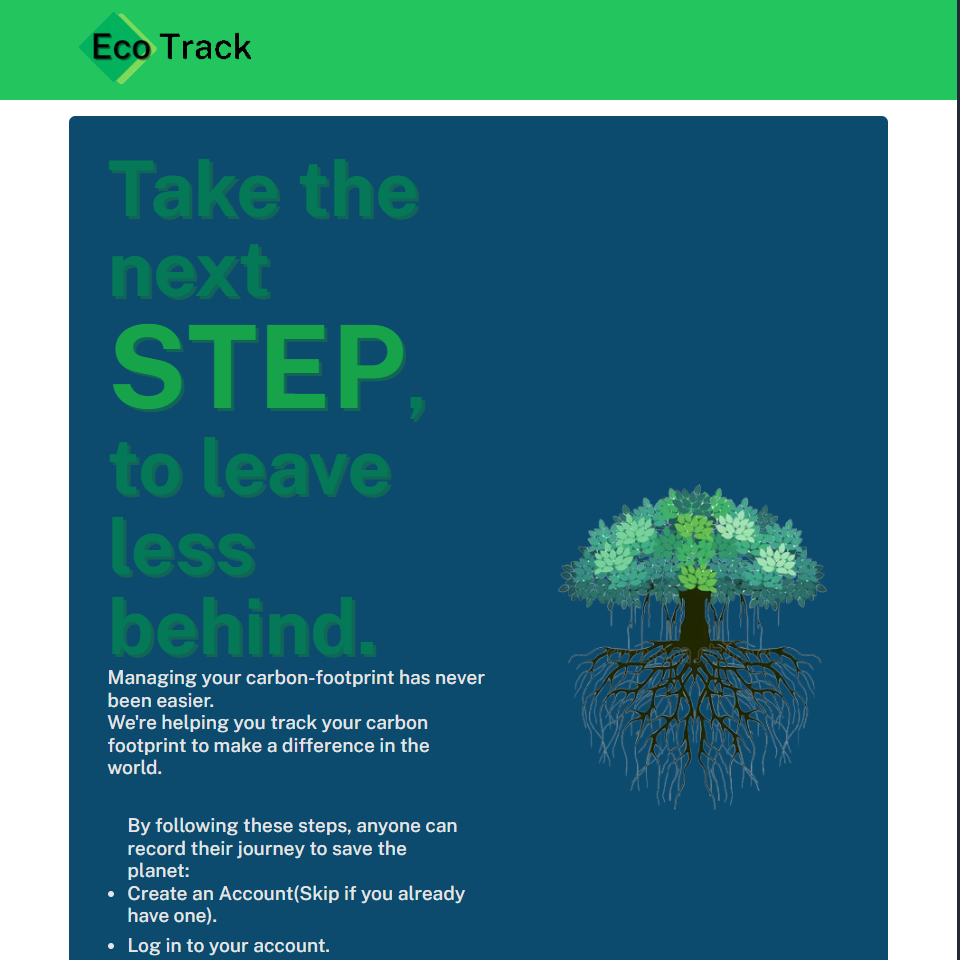 Eco Track
Take the
next
STEP,
to leave
less
behind.
Managing your carbon-footprint has never
been easier.
We're helping you track your carbon
footprint to make a difference in the
world.
By following these steps, anyone can
record their journey to save the
planet:
• Create an Account(Skip if you already
have one).
• Log in to your account.